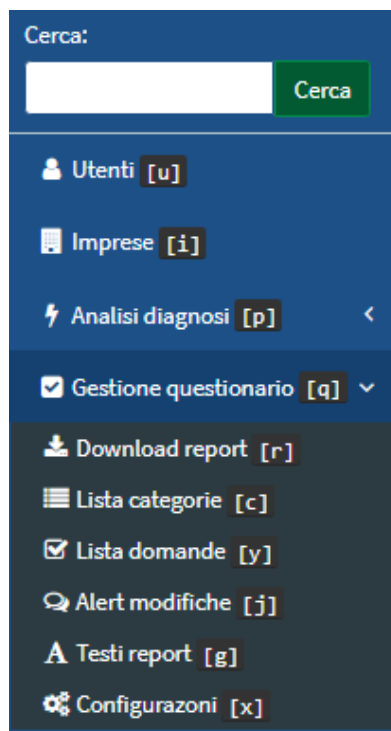 Cerca:
Cerca
Utenti [u]
Imprese [i]
Analisi diagnosi [p]
Gestione questionario [q]
Download report [r]
Lista categorie [c]
Lista domande [y]
Alert modifiche [j]
Testi report [g]
Configurazoni [x]